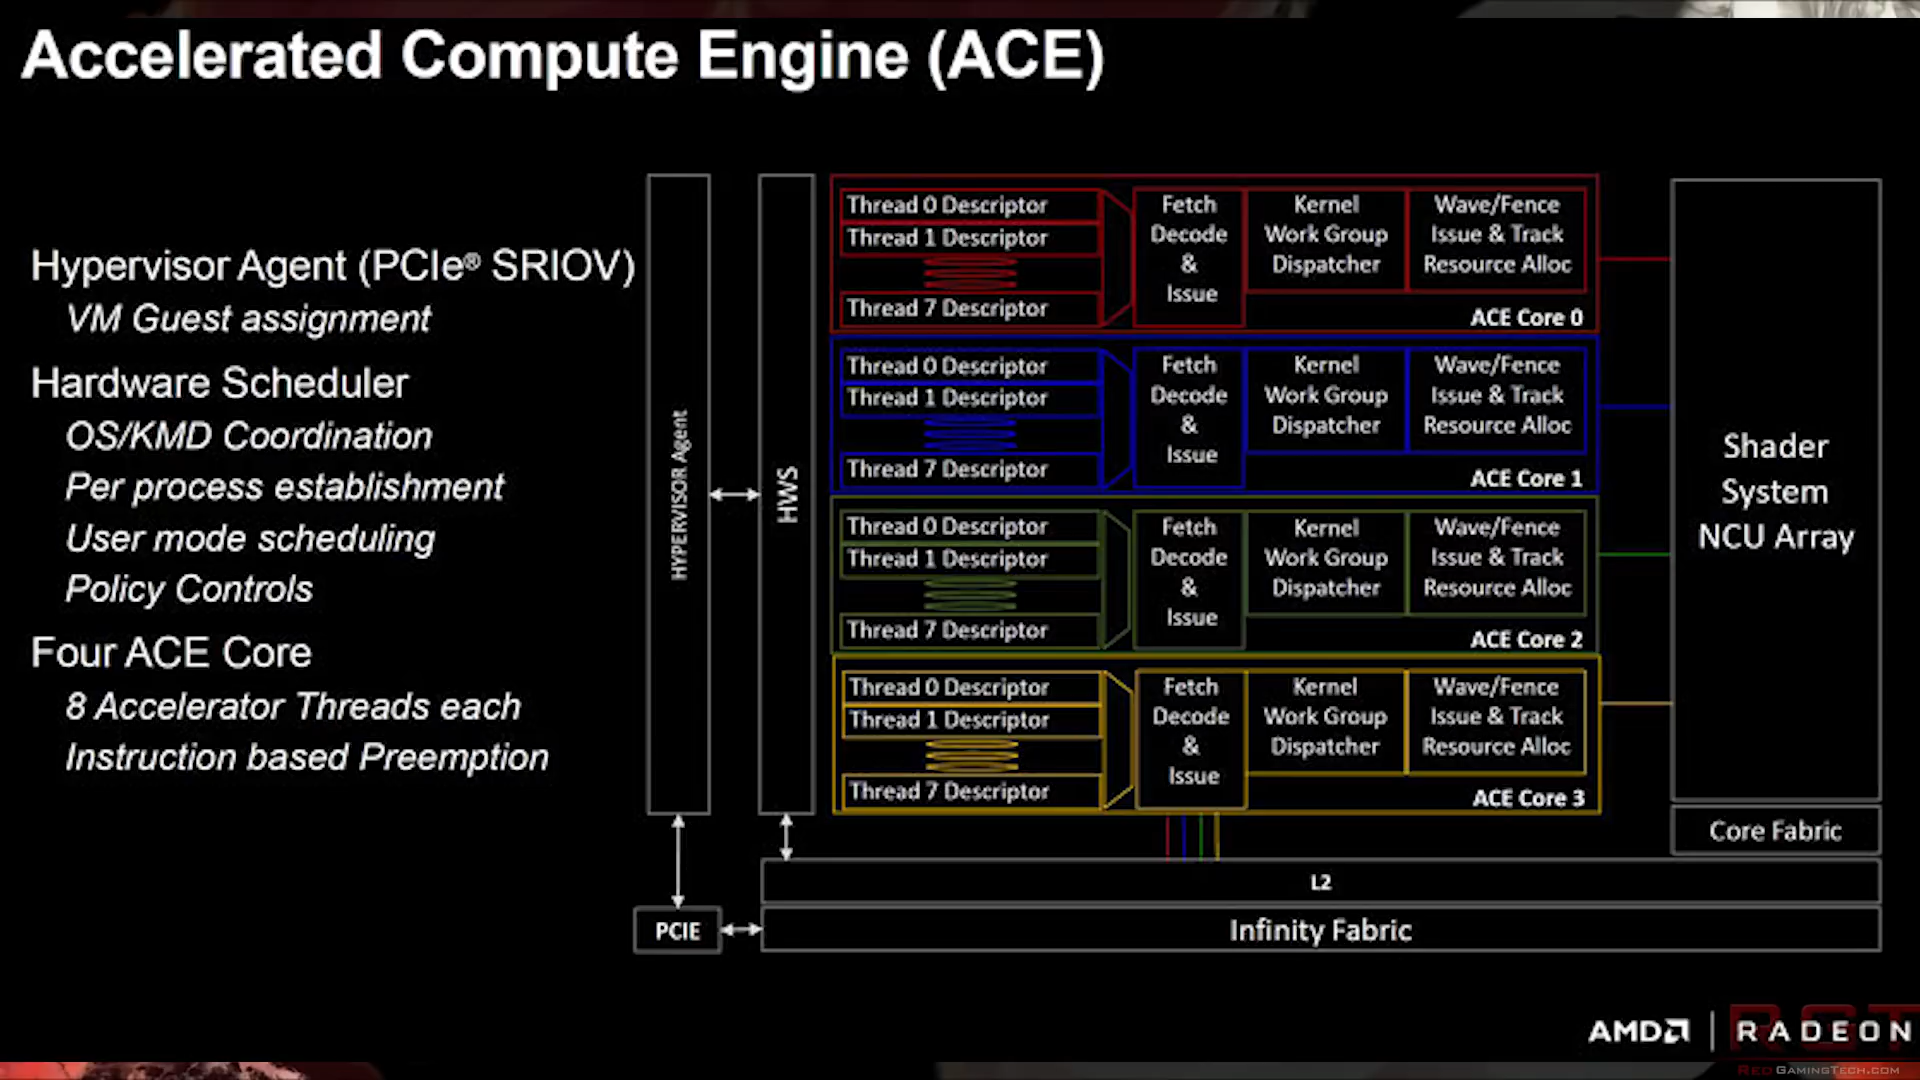 Accelerated Compute Engine (ACE)
Hypervisor Agent (PCIe® SRIOV)
VM Guest assignment
Hardware Scheduler
OS/KMD Coordination
Per process establishment
User mode scheduling
Policy Controls
Four ACE Core
8 Accelerator Threads each
Instruction based Preemption
HYPERVISOR Agent
HWS
Thread 0 Descriptor
Thread 1 Descriptor
Thread 7 Descriptor
Fetch
Decode
&
Issue
Kernel
Work Group
Dispatcher
Wave/Fence
Issue & Track
Resource Alloc
ACE Core 0
Thread 0 Descriptor
Thread 1 Descriptor
Thread 7 Descriptor
Fetch
Decode
&
Issue
Kernel
Work Group
Dispatcher
Wave/Fence
Issue & Track
Resource Alloc
ACE Core 1
Thread 0 Descriptor
Thread 1 Descriptor
Thread 7 Descriptor
Fetch
Decode
&
Issue
Kernel
Work Group
Dispatcher
Wave/Fence
Issue & Track
Resource Alloc
ACE Core 2
Thread 0 Descriptor
Thread 1 Descriptor
Thread 7 Descriptor
Fetch
Decode
&
Issue
Kernel
Work Group
Dispatcher
Wave/Fence
Issue & Track
Resource Alloc
ACE Core 3
Shader
System
NCU Array
Core Fabric
L2
PCIE
Infinity Fabric
AMD | RADEON
RGT
REDGAMINGTECH.COM